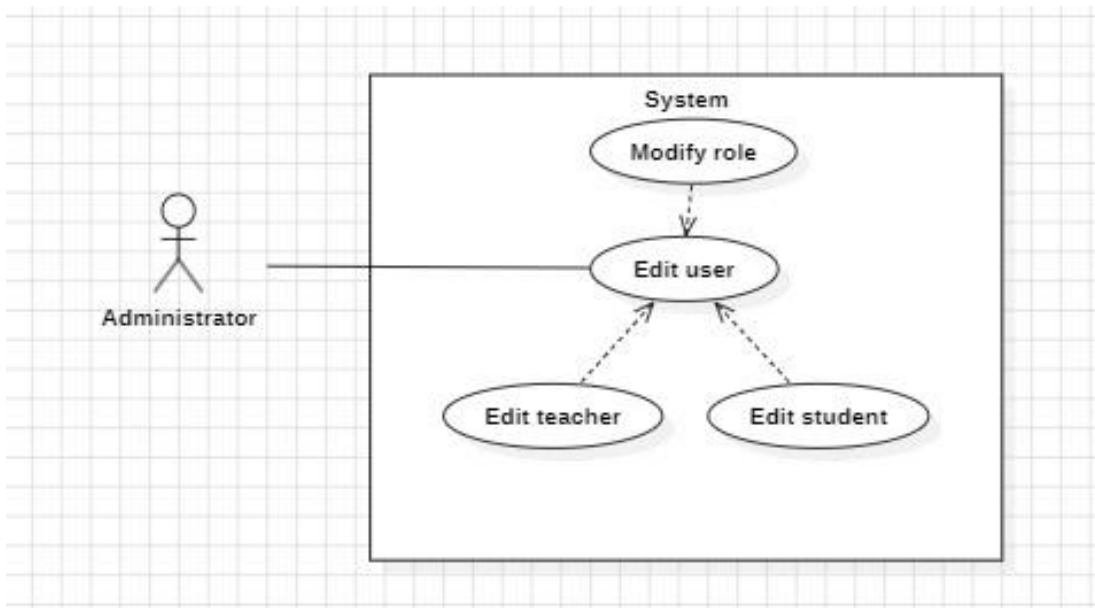 System
Modify role
Edit user
Administrator
Edit teacher
Edit student